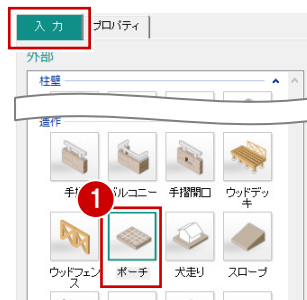 入力 プロパティ
外部
柱壁
造作
手 バルコニー 手摺開口 ウッドデッ
キ
1
ウッドフェン ポーチ 犬走り スロープ
ス